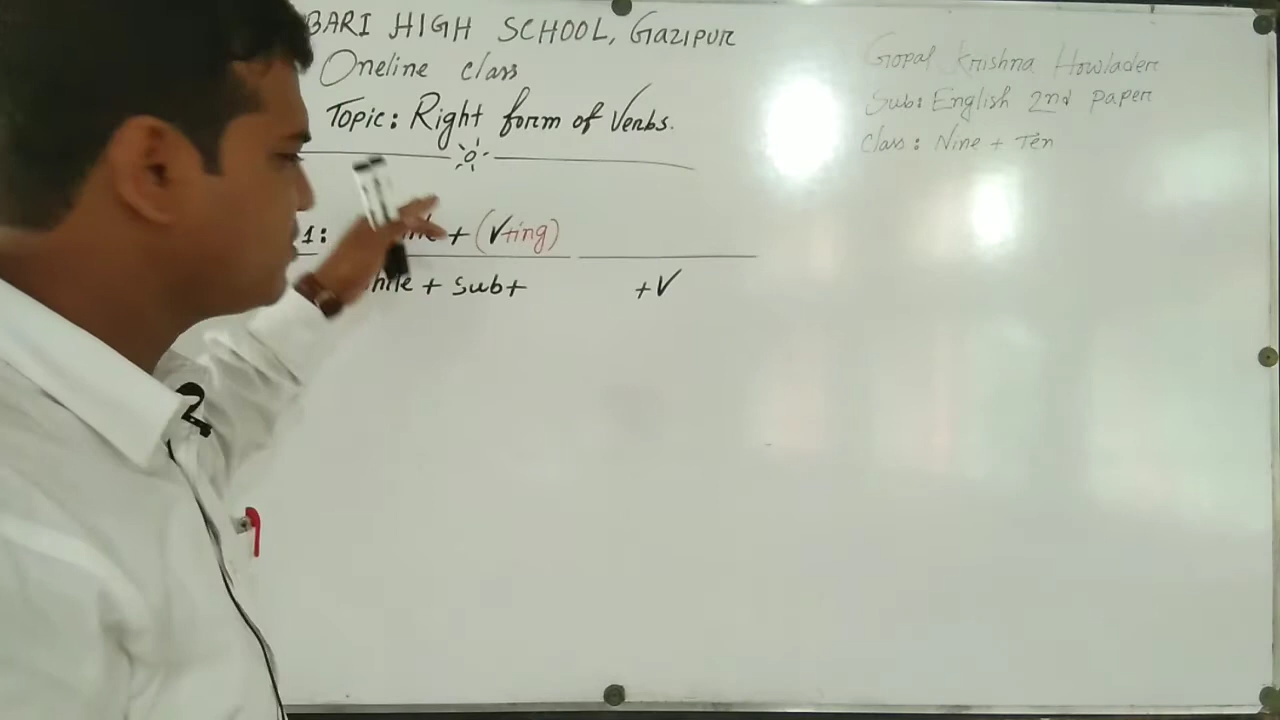 BARI HIGH SCHOOL, Gazipur
Oneline class
Topic: Right form of Verbs.
Gopal Krishna Howlader
Sub: English 2nd paper
Class: Nine + Ten
1: + (V+ing)
+ Sub + +V